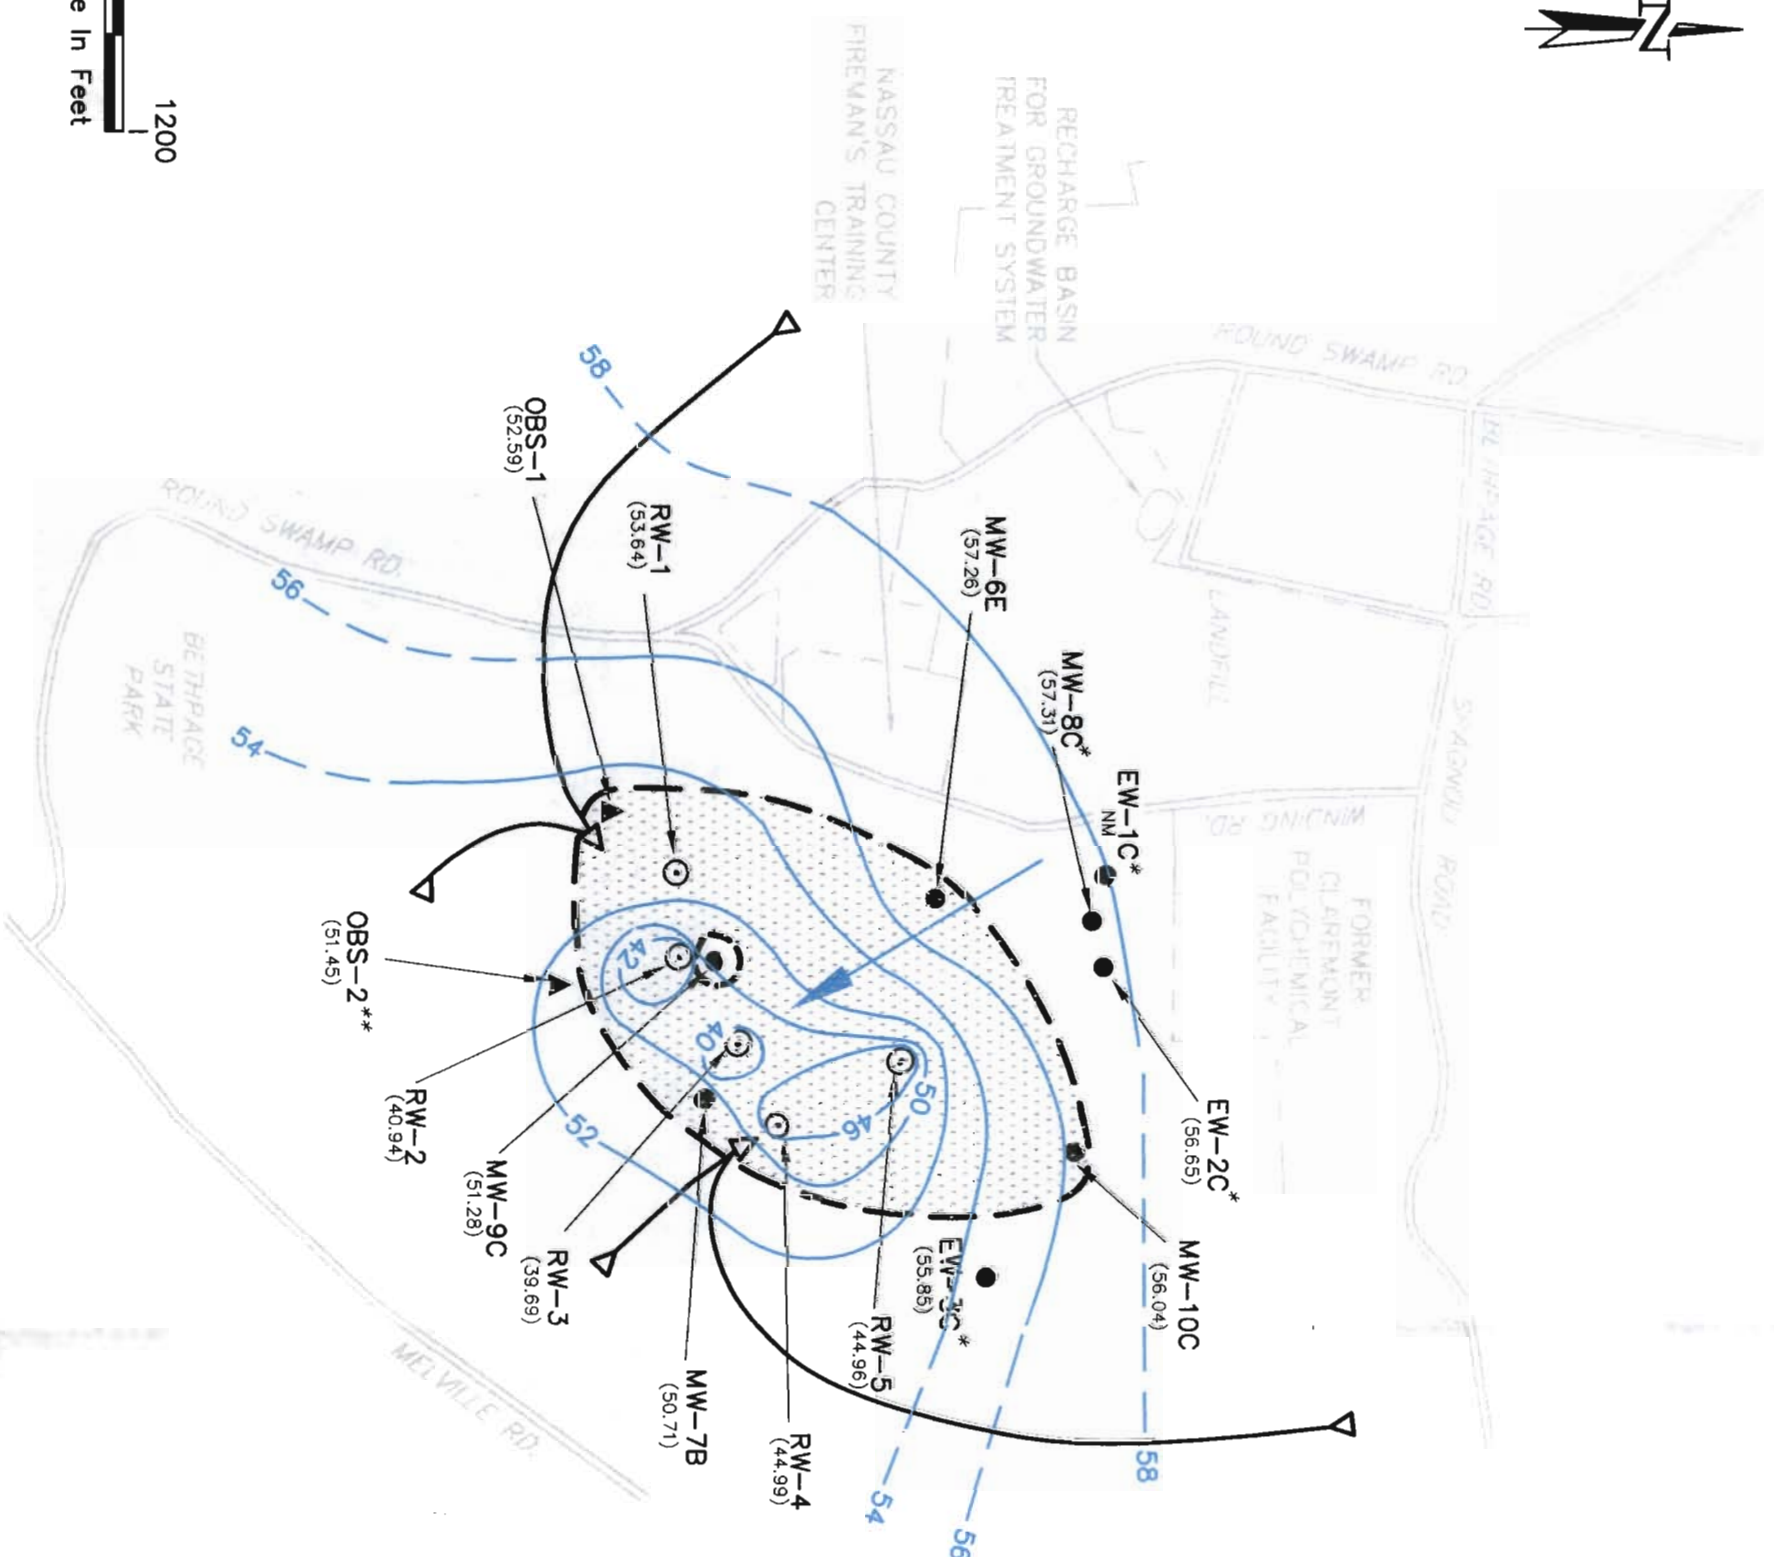 N
1200
e In Feet
NASSAU COUNTY
FIREMAN'S TRAINING
CENTER
RECHARGE BASIN
FOR GROUNDWATER
TREATMENT SYSTEM
ROUND SWAMP RD.
58
OBS-1
(52.59)
RW-1
(53.64)
MW-6E
(57.26)
MW-8C*
(57.31)
EW-1C*
NM
LANDFILL
ROUND SWAMP RD.
56
BETHPAGE
STATE
PARK
54
WINDING RD.
SPAGNOLI ROAD
FORMER
CLAREMONT
POLYCHEMICAL
FACILITY
OBS-2**
(51.45)
42
40
50
46
52
RW-2
(40.94)
MW-9C
(51.28)
RW-3
(39.69)
EW-2C*
(56.65)
MW-10C
(56.04)
EW-3C*
(55.85)
RW-5
(44.96)
MW-7B
(50.71)
RW-4
(44.99)
MELVILLE RD.
54
56
58